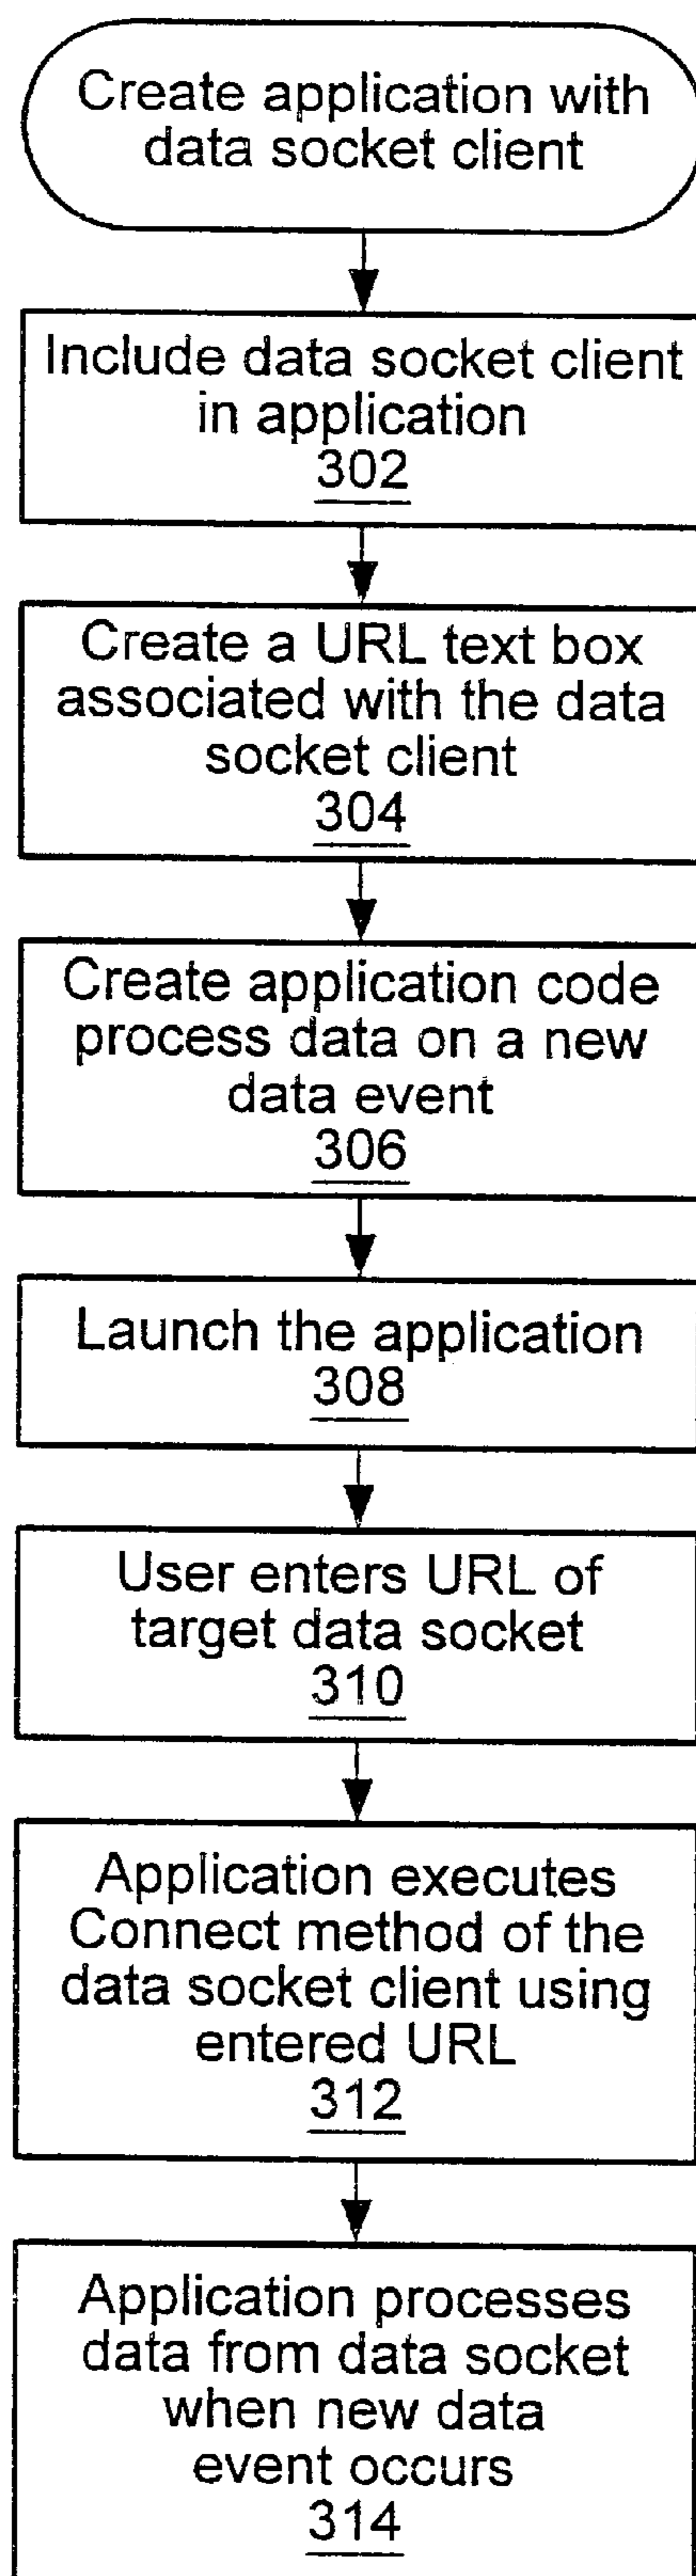 Create application with
data socket client
Include data socket client
in application
302
Create a URL text box
associated with the data
socket client
304
Create application code
process data on a new
data event
306
Launch the application
308
User enters URL of
target data socket
310
Application executes
Connect method of the
data socket client using
entered URL
312
Application processes
data from data socket
when new data
event occurs
314